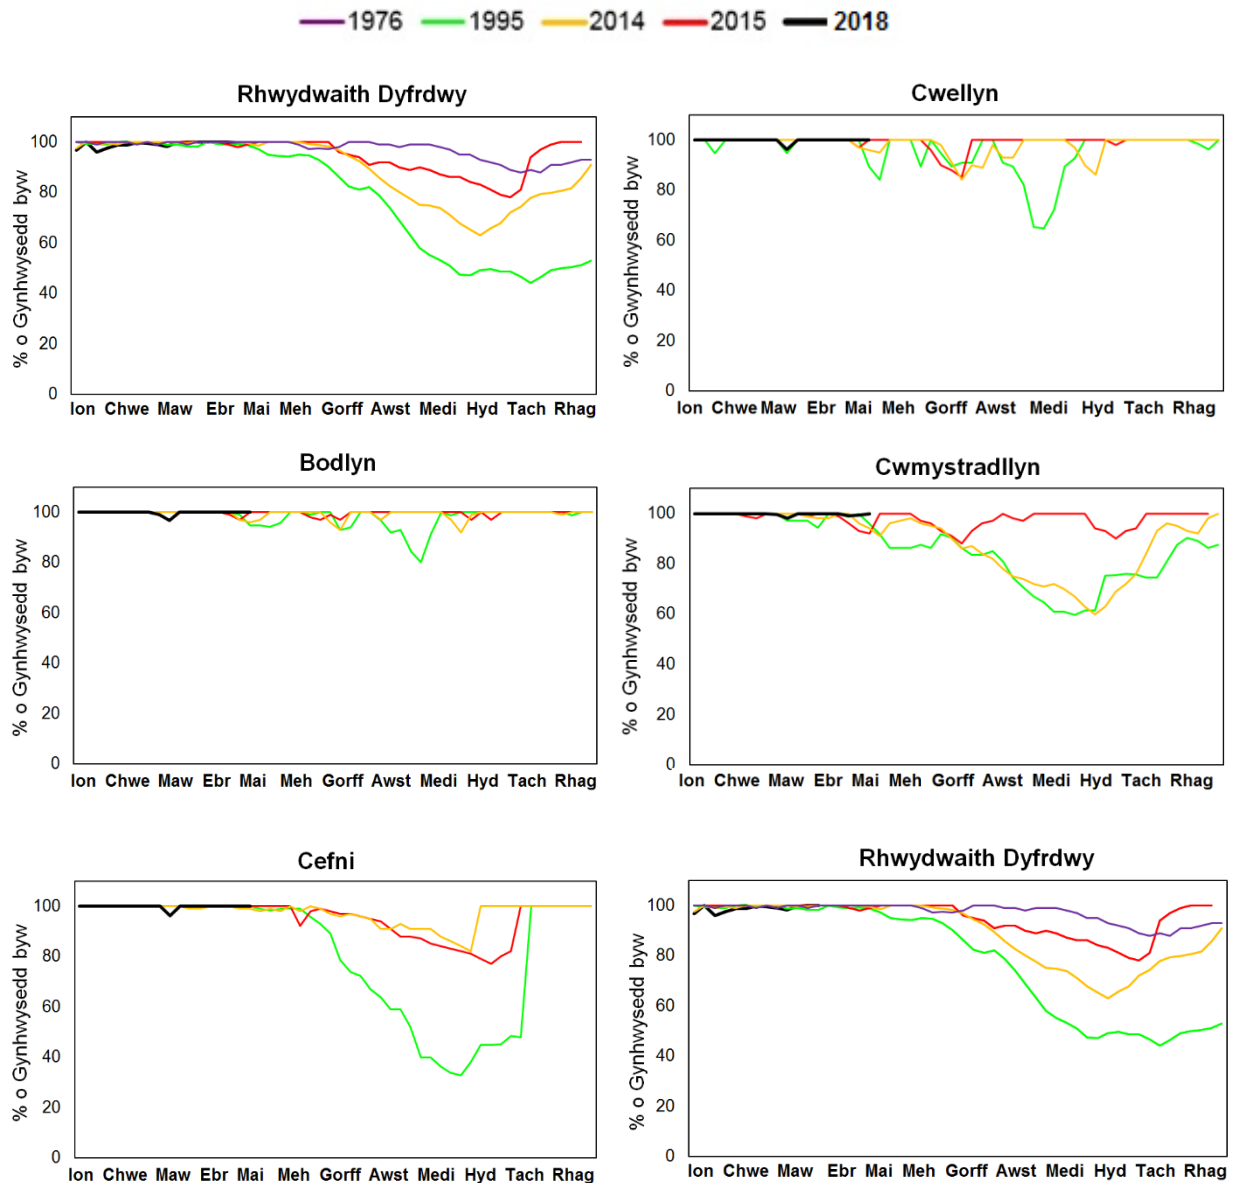 1976 1995 2014 2015 2018
Rhwydwaith Dyfrdwy
% o Gynhwysedd byw
100
80
60
40
20
0
Ion Chwe Maw Ebr Mai Meh Gorff Awst Medi Hyd Tach Rhag
Cwellyn
% o Gwynhwysedd byw
100
80
60
40
20
0
Ion Chwe Maw Ebr Mai Meh Gorff Awst Medi Hyd Tach Rhag
Bodlyn
% o Gynhwysedd byw
100
80
60
40
20
0
Ion Chwe Maw Ebr Mai Meh Gorff Awst Medi Hyd Tach Rhag
Cwmystradllyn
% o Gynhwysedd byw
100
80
60
40
20
0
Ion Chwe Maw Ebr Mai Meh Gorff Awst Medi Hyd Tach Rhag
Cefni
% o Gynhwysedd byw
100
80
60
40
20
0
Ion Chwe Maw Ebr Mai Meh Gorff Awst Medi Hyd Tach Rhag
Rhwydwaith Dyfrdwy
% o Gynhwysedd byw
100
80
60
40
20
0
Ion Chwe Maw Ebr Mai Meh Gorff Awst Medi Hyd Tach Rhag